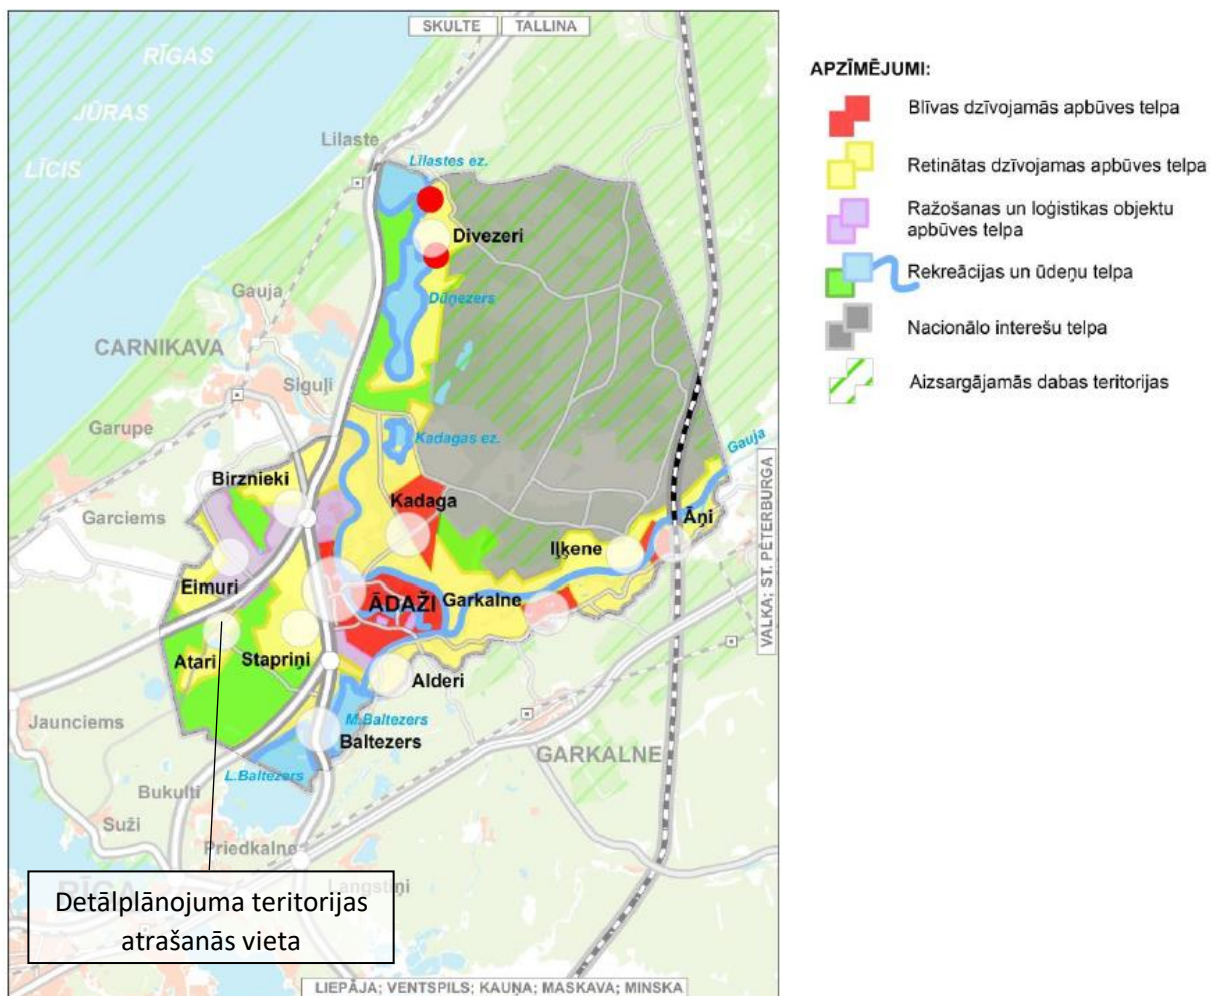 SKULTE
TALLINA
RĪGAS
JŪRAS
LĪCIS
Lilaste
Lilastes ez.
Divezeri
Gauja
Dūņezers
CARNIKAVA
Siguļi
Garupe
Kadagas ez.
Gauja
Birznieki
Kadaga
Garciems
Āņi
Iļķene
Eimuri
ĀDAŽI
Garkalne
VALKA; ST. PĒTERBURGA
Atari
Stapriņi
Alderi
Jaunciems
M.Baltezers
Baltezers
GARKALNE
L.Baltezers
Bukulti
Suži
Priedkalne
RĪGA
Langstiņi
Detālplānojuma teritorijas
atrašanās vieta
LIEPĀJA; VENTSPILS; KAUŅA; MASKAVA; MINSKA
APZĪMĒJUMI:
Blīvas dzīvojamās apbūves telpa
Retinātas dzīvojamas apbūves telpa
Ražošanas un loģistikas objektu
apbūves telpa
Rekreācijas un ūdeņu telpa
Nacionālo interešu telpa
Aizsargājamās dabas teritorijas